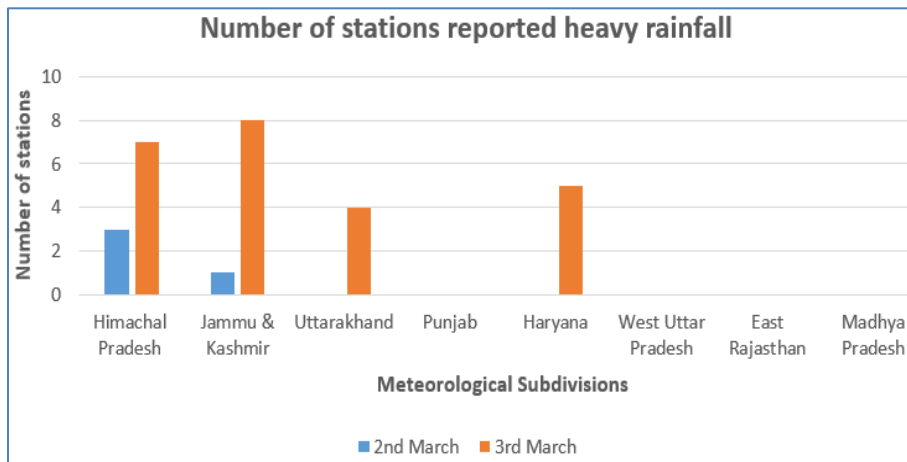 Number of stations reported heavy rainfall
Number of stations
10
8
6
4
2
0
Himachal Pradesh
Jammu & Kashmir
Uttarakhand
Punjab
Haryana
West Uttar Pradesh
East Rajasthan
Madhya Pradesh
Meteorological Subdivisions
2nd March
3rd March